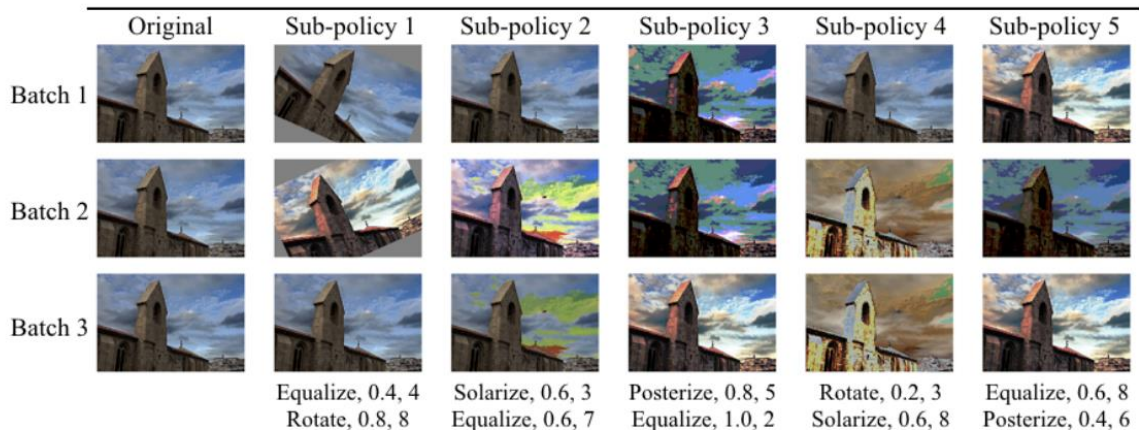 Original Sub-policy 1 Sub-policy 2 Sub-policy 3 Sub-policy 4 Sub-policy 5
Batch 1
Batch 2
Batch 3
Equalize, 0.4, 4 Solarize, 0.6, 3 Posterize, 0.8, 5 Rotate, 0.2, 3 Equalize, 0.6, 8
Rotate, 0.8, 8 Equalize, 0.6, 7 Equalize, 1.0, 2 Solarize, 0.6, 8 Posterize, 0.4, 6